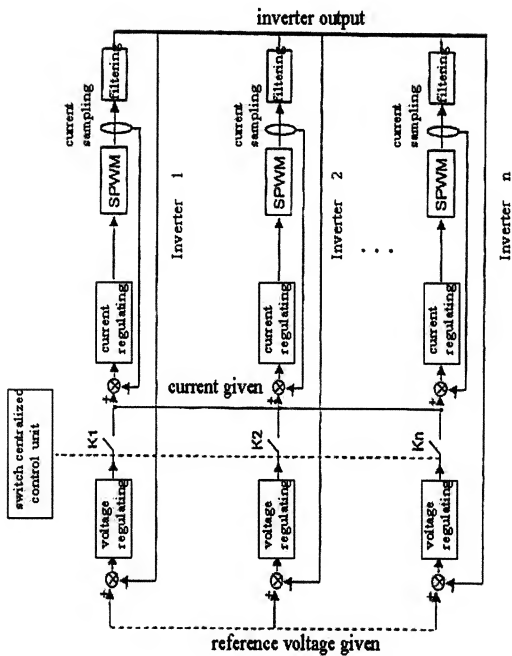 inverter output
filtering
current
sampling
SPWM
current
regulating
Inverter 1
switch centralized
control unit
K1
voltage
regulating
filtering
current
sampling
SPWM
current
regulating
Inverter 2
current given
K2
voltage
regulating
. . .
filtering
current
sampling
SPWM
current
regulating
Inverter n
Kn
voltage
regulating
reference voltage given